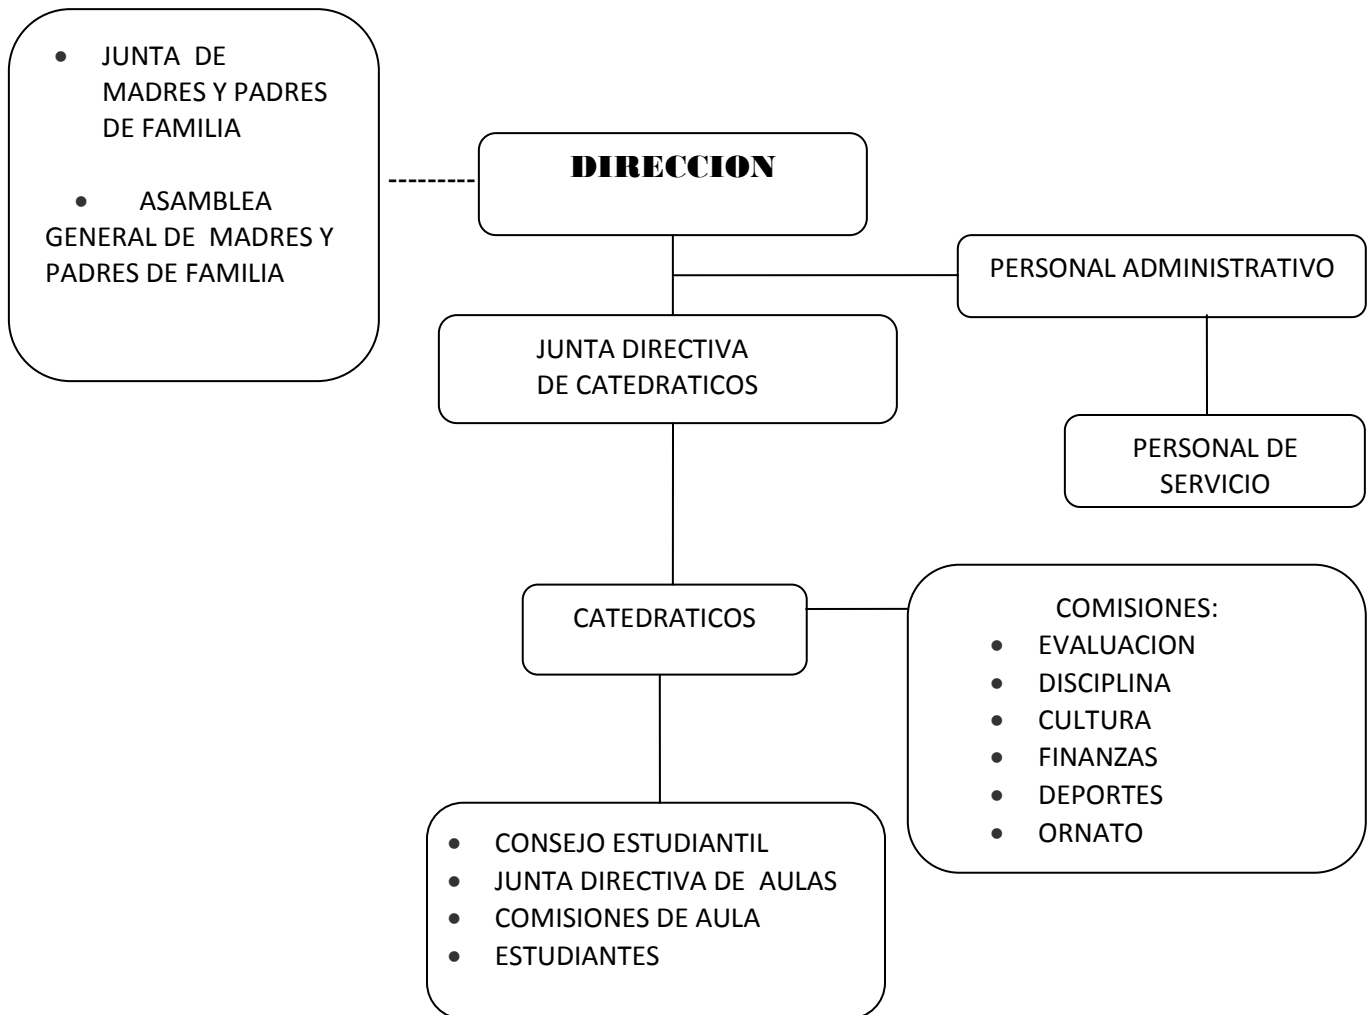 • JUNTA DE
MADRES Y PADRES
DE FAMILIA
• ASAMBLEA
GENERAL DE MADRES Y
PADRES DE FAMILIA
DIRECCION
PERSONAL ADMINISTRATIVO
JUNTA DIRECTIVA
DE CATEDRATICOS
PERSONAL DE
SERVICIO
CATEDRATICOS
COMISIONES:
• EVALUACION
• DISCIPLINA
• CULTURA
• FINANZAS
• DEPORTES
• ORNATO
• CONSEJO ESTUDIANTIL
• JUNTA DIRECTIVA DE AULAS
• COMISIONES DE AULA
• ESTUDIANTES